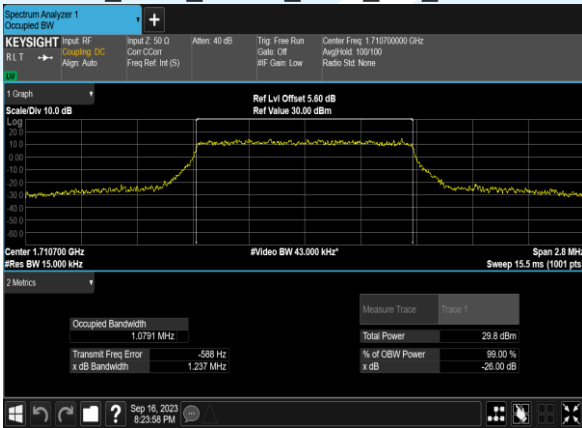 Spectrum Analyzer 1
Occupied BW
KEYSIGHT
RLT
LU
Input: RF
Coupling: DC
Align: Auto
Input Z: 50 Ω
Corr CCorr
Freq Ref: Int (S)
Atten: 40 dB
Trig: Free Run
Gate: Off
#IF Gain: Low
Center Freq: 1.710700000 GHz
Avg|Hold: 100/100
Radio Std: None
1 Graph
Scale/Div 10.0 dB
Ref Lvl Offset 5.60 dB
Ref Value 30.00 dBm
Log
20.0
10.0
0.00
-10.0
-20.0
-30.0
-40.0
-50.0
-60.0
Center 1.710700 GHz
#Res BW 15.000 kHz
#Video BW 43.000 kHz*
Span 2.8 MHz
Sweep 15.5 ms (1001 pts
2 Metrics
Measure Trace
Trace 1
Occupied Bandwidth
1.0791 MHz
Total Power
29.8 dBm
Transmit Freq Error
-588 Hz
% of OBW Power
99.00 %
x dB Bandwidth
1.237 MHz
x dB
-26.00 dB
?
Sep 16, 2023
8:23:58 PM